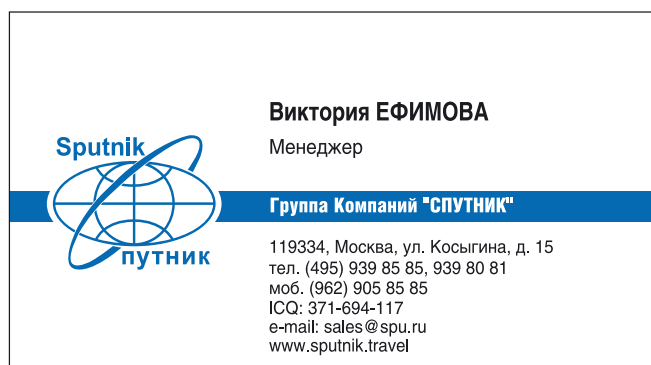 Виктория ЕФИМОВА
Менеджер
Sputnik
путник
Группа Компаний "СПУТНИК"
119334, Москва, ул. Косыгина, д. 15
тел. (495) 939 85 85, 939 80 81
моб. (962) 905 85 85
ICQ: 371-694-117
e-mail: sales@spu.ru
www.sputnik.travel